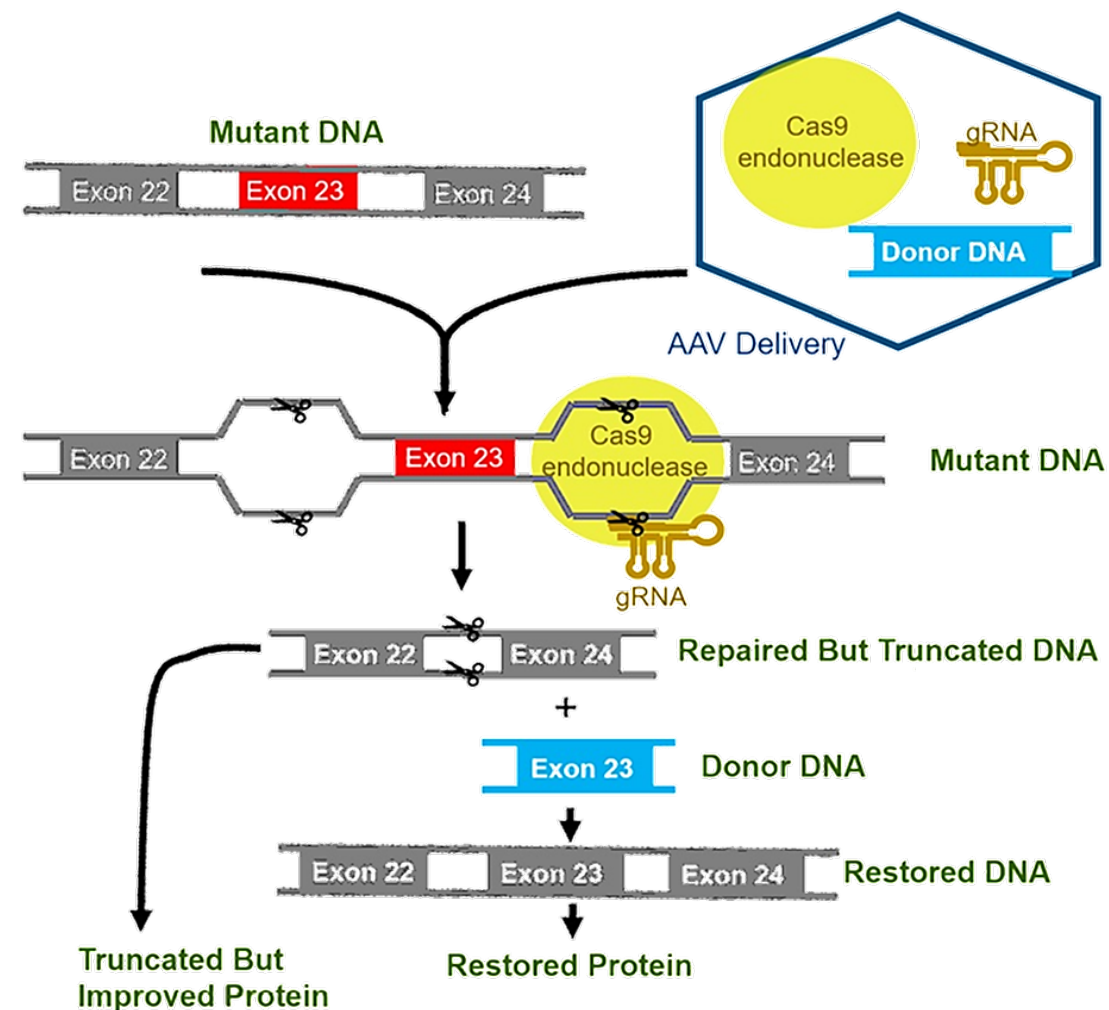 Mutant DNA
Exon 22
Exon 23
Exon 24
Cas9
endonuclease
gRNA
Donor DNA
AAV Delivery
Exon 22
Exon 23
Cas9
endonuclease
Exon 24
Mutant DNA
gRNA
Exon 22
Exon 24
Repaired But Truncated DNA
+
Exon 23
Donor DNA
Exon 22
Exon 23
Exon 24
Restored DNA
Truncated But
Improved Protein
Restored Protein